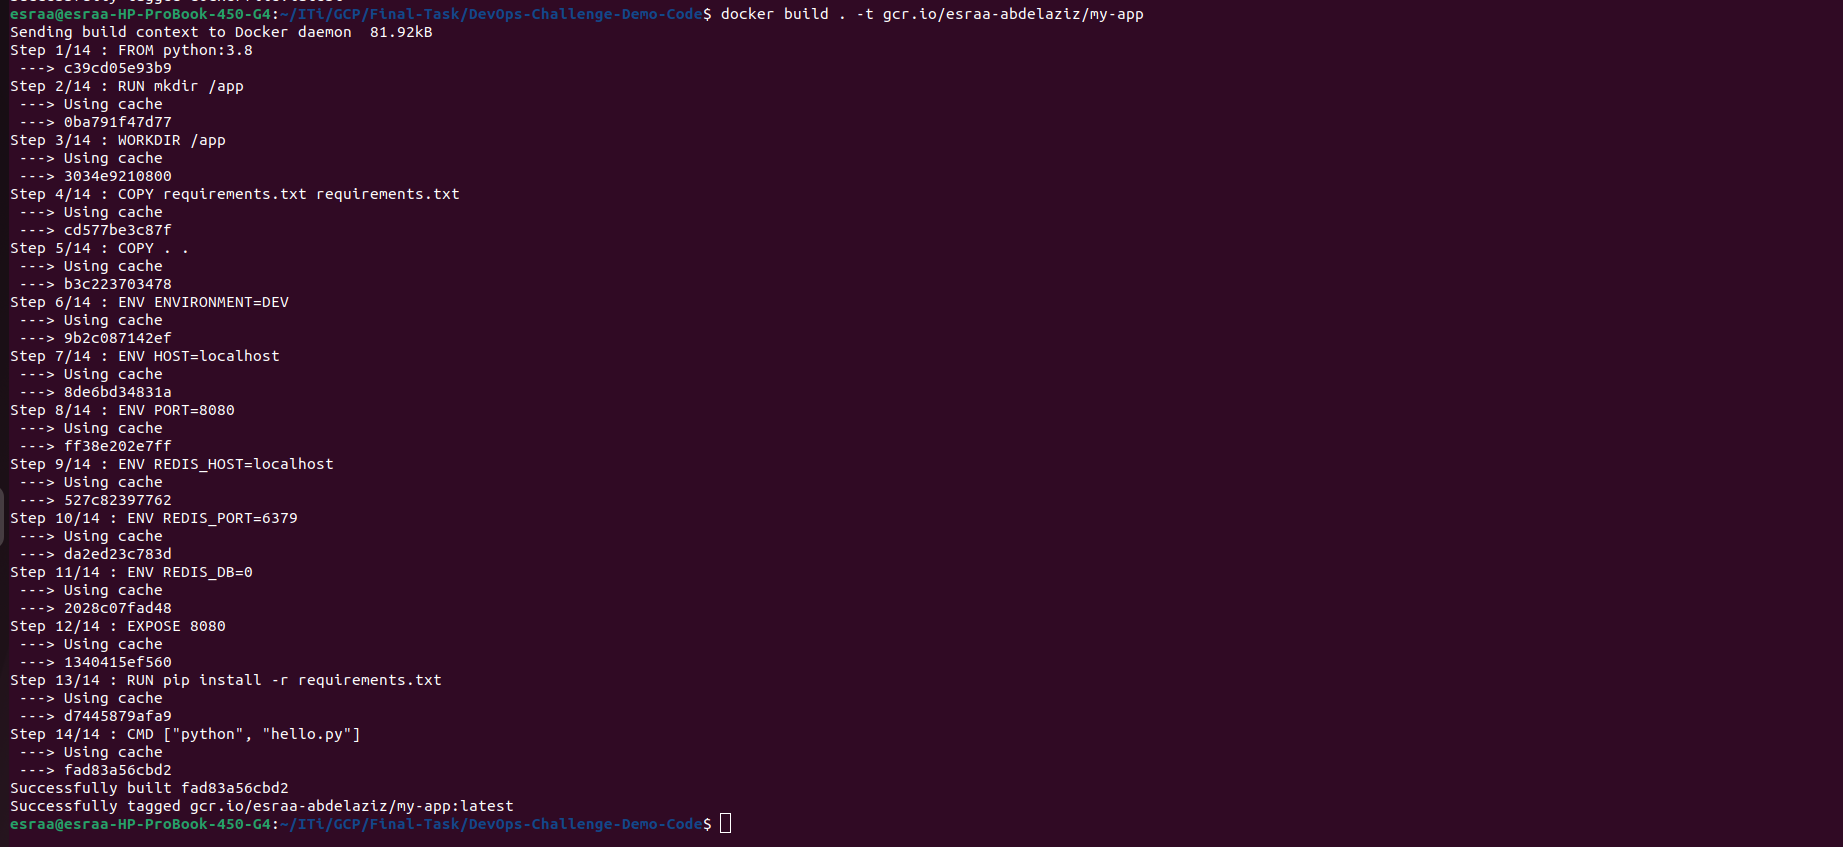 esraa@esraa-HP-ProBook-450-G4:~/ITi/GCP/Final-Task/DevOps-Challenge-Demo-Code$ docker build . -t gcr.io/esraa-abdelaziz/my-app
Sending build context to Docker daemon  81.92kB
Step 1/14 : FROM python:3.8
 ---> c39cd05e93b9
Step 2/14 : RUN mkdir /app
 ---> Using cache
 ---> 0ba791f47d77
Step 3/14 : WORKDIR /app
 ---> Using cache
 ---> 3034e9210800
Step 4/14 : COPY requirements.txt requirements.txt
 ---> Using cache
 ---> cd577be3c87f
Step 5/14 : COPY . .
 ---> Using cache
 ---> b3c223703478
Step 6/14 : ENV ENVIRONMENT=DEV
 ---> Using cache
 ---> 9b2c087142ef
Step 7/14 : ENV HOST=localhost
 ---> Using cache
 ---> 8de6bd34831a
Step 8/14 : ENV PORT=8080
 ---> Using cache
 ---> ff38e202e7ff
Step 9/14 : ENV REDIS_HOST=localhost
 ---> Using cache
 ---> 527c82397762
Step 10/14 : ENV REDIS_PORT=6379
 ---> Using cache
 ---> da2ed23c783d
Step 11/14 : ENV REDIS_DB=0
 ---> Using cache
 ---> 2028c07fad48
Step 12/14 : EXPOSE 8080
 ---> Using cache
 ---> 1340415ef560
Step 13/14 : RUN pip install -r requirements.txt
 ---> Using cache
 ---> d7445879afa9
Step 14/14 : CMD ["python", "hello.py"]
 ---> Using cache
 ---> fad83a56cbd2
Successfully built fad83a56cbd2
Successfully tagged gcr.io/esraa-abdelaziz/my-app:latest
esraa@esraa-HP-ProBook-450-G4:~/ITi/GCP/Final-Task/DevOps-Challenge-Demo-Code$